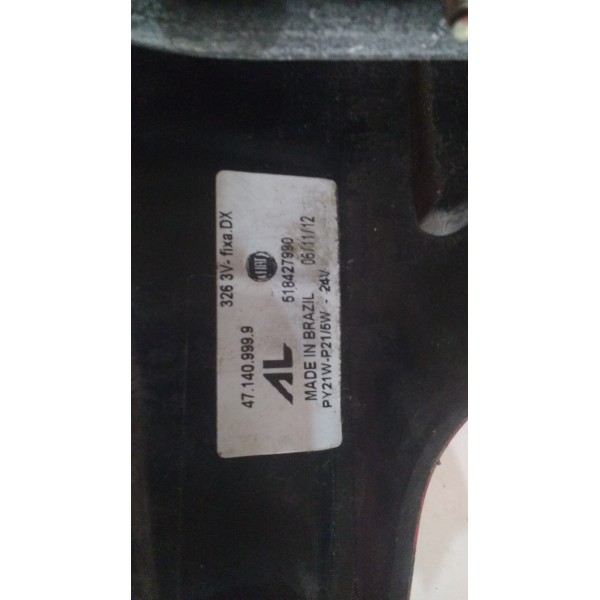 326 3V- fixa.DX
FIAT
47.140.999.9
518427990
AL
MADE IN BRAZIL 06/11/12
PY21W-P21/5W - 24V